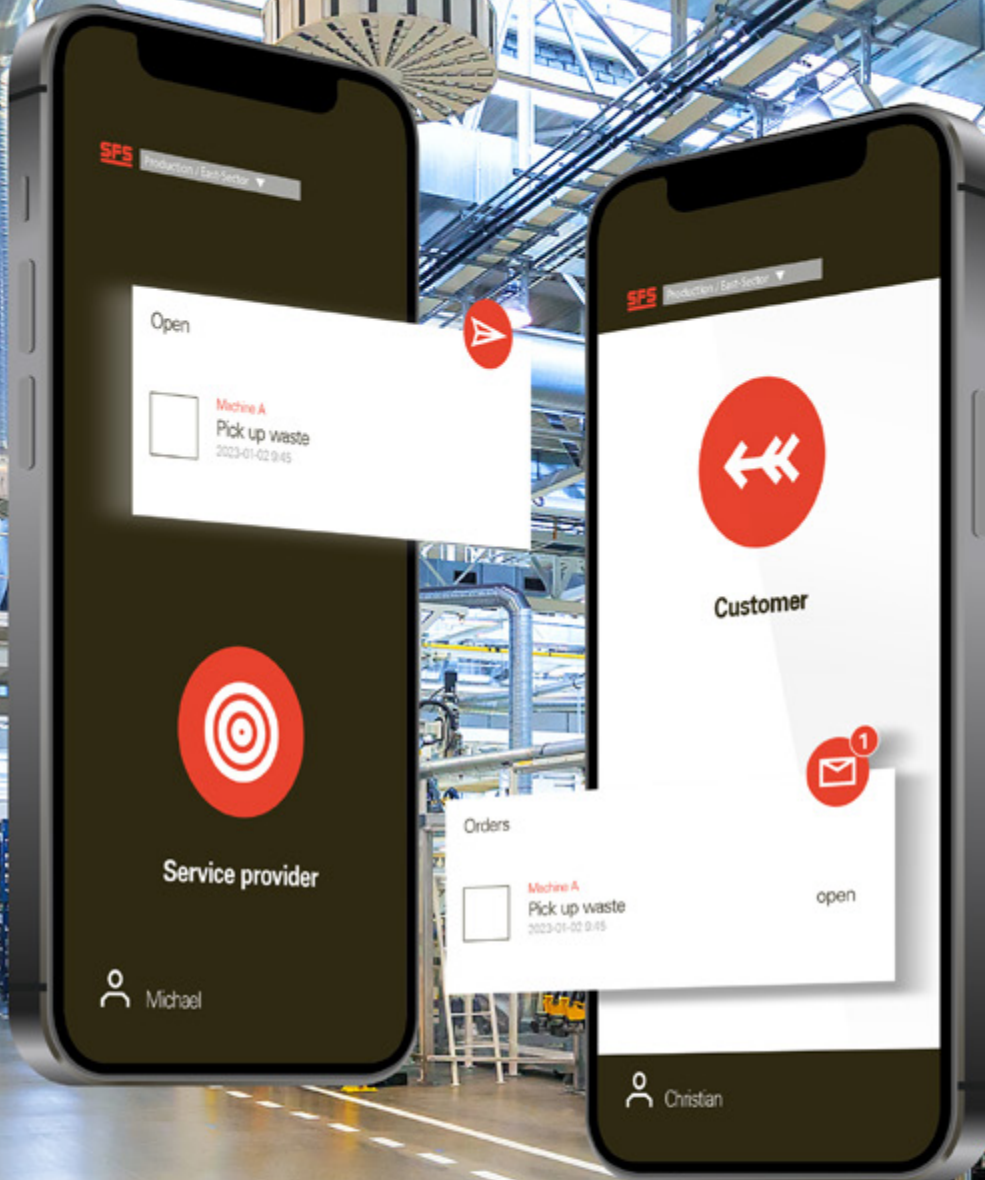 SFS
Production / East-Sector ▼
Open
Machine A
Pick up waste
2023-01-02 9:45
Service provider
Michael
SFS
Production / East-Sector ▼
Customer
1
Orders
Machine A
Pick up waste
2023-01-02 9:45
open
Christian